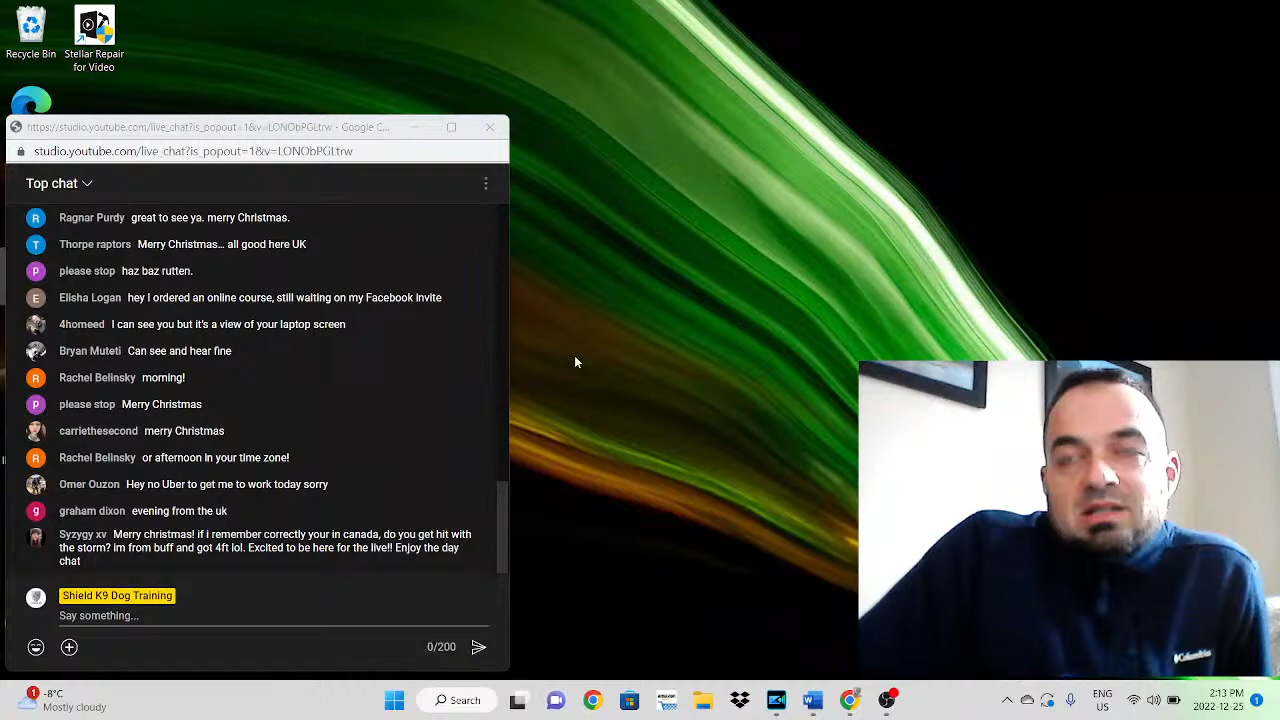 Recycle Bin
Stellar Repair
for Video
https://studio.youtube.com/live_chat?is_popout=1&v=LONObPGLtrw - Google C...
studio.youtube.com/live_chat?is_popout=1&v=LONObPGLtrw
Top chat
R Ragnar Purdy great to see ya. merry Christmas.
T Thorpe raptors Merry Christmas... all good here UK
P please stop haz baz rutten.
E Elisha Logan hey I ordered an online course, still waiting on my Facebook invite
4homeed I can see you but it's a view of your laptop screen
Bryan Muteti Can see and hear fine
R Rachel Belinsky morning!
P please stop Merry Christmas
carriethesecond merry Christmas
R Rachel Belinsky or afternoon in your time zone!
Omer Ouzon Hey no Uber to get me to work today sorry
g graham dixon evening from the uk
Syzygy xv Merry christmas! if i remember correctly your in canada, do you get hit with
the storm? Im from buff and got 4ft lol. Excited to be here for the live!! Enjoy the day
chat
Shield K9 Dog Training
Say something...
0/200
Columbia
1
-8°C
Mostly cloudy
Search
amazon
W
ENG
US
3:13 PM
2022-12-25
1